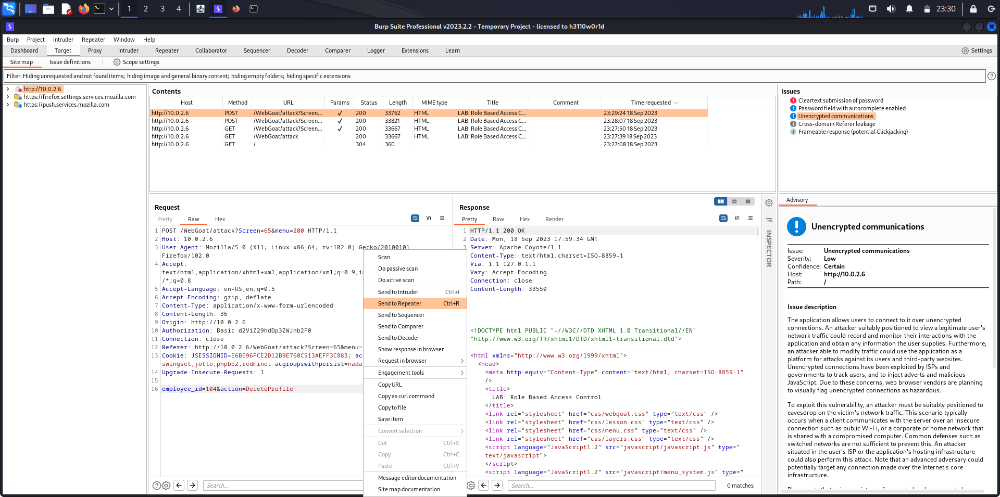 1 2 3 4 23:30
Burp Suite Professional v2023.2.2 - Temporary Project - licensed to h3110w0r1d
Burp Project Intruder Repeater Window Help
Dashboard Target Proxy Intruder Repeater Collaborator Sequencer Decoder Comparer Logger Extensions Learn Settings
Site map Issue definitions Scope settings
Filter: Hiding unrequested and not found items; hiding image and general binary content; hiding empty folders; hiding specific extensions
http://10.0.2.6
https://firefox.settings.services.mozilla.com
https://push.services.mozilla.com
Contents
Host Method URL Params Status Length MIME type Title Comment Time requested
http://10.0.2.6 POST /WebGoat/attack?Screen... ✓ 200 33762 HTML LAB: Role Based Access C... 23:29:24 18 Sep 2023
http://10.0.2.6 POST /WebGoat/attack?Screen... ✓ 200 33821 HTML LAB: Role Based Access C... 23:28:07 18 Sep 2023
http://10.0.2.6 GET /WebGoat/attack?Screen... ✓ 200 33667 HTML LAB: Role Based Access C... 23:27:50 18 Sep 2023
http://10.0.2.6 GET /WebGoat/attack 200 33667 HTML LAB: Role Based Access C... 23:27:39 18 Sep 2023
http://10.0.2.6 GET / 304 360 23:27:08 18 Sep 2023
Issues
Cleartext submission of password
Password field with autocomplete enabled
Unencrypted communications
Cross-domain Referer leakage
Frameable response (potential Clickjacking)
Request
Pretty Raw Hex \n
1 POST /WebGoat/attack?Screen=65&menu=200 HTTP/1.1
2 Host: 10.0.2.6
3 User-Agent: Mozilla/5.0 (X11; Linux x86_64; rv:102.0) Gecko/20100101
Firefox/102.0
4 Accept:
text/html,application/xhtml+xml,application/xml;q=0.9,i
/*;q=0.8
5 Accept-Language: en-US,en;q=0.5
6 Accept-Encoding: gzip, deflate
7 Content-Type: application/x-www-form-urlencoded
8 Content-Length: 36
9 Origin: http://10.0.2.6
10 Authorization: Basic d2ViZ29hdDp3ZWJnb2F0
11 Connection: close
12 Referer: http://10.0.2.6/WebGoat/attack?Screen=65&menu=
13 Cookie: JSESSIONID=E6BE96FCE2D12B9E760C513AEFF3C883; ac
swingset,jotto,phpbb2,redmine; acgroupswithpersist=nada
14 Upgrade-Insecure-Requests: 1
15
16 employee_id=104&action=DeleteProfile
Search...
Scan
Do passive scan
Do active scan
Send to Intruder Ctrl+I
Send to Repeater Ctrl+R
Send to Sequencer
Send to Comparer
Send to Decoder
Show response in browser
Request in browser
Engagement tools
Copy URL
Copy as curl command
Copy to file
Save item
Convert selection
Cut Ctrl+X
Copy Ctrl+C
Paste Ctrl+V
Message editor documentation
Site map documentation
Response
Pretty Raw Hex Render \n
1 HTTP/1.1 200 OK
2 Date: Mon, 18 Sep 2023 17:59:34 GMT
3 Server: Apache-Coyote/1.1
Content-Type: text/html;charset=ISO-8859-1
Via: 1.1 127.0.1.1
Vary: Accept-Encoding
Connection: close
Content-Length: 33550
<!DOCTYPE html PUBLIC "-//W3C//DTD XHTML 1.0 Transitional//EN"
"http://www.w3.org/TR/xhtml1/DTD/xhtml1-transitional.dtd">
<html xmlns="http://www.w3.org/1999/xhtml">
<head>
<meta http-equiv="Content-Type" content="text/html; charset=ISO-8859-1"
/>
<title>
LAB: Role Based Access Control
</title>
<link rel="stylesheet" href="css/webgoat.css" type="text/css" />
<link rel="stylesheet" href="css/lesson.css" type="text/css" />
<link rel="stylesheet" href="css/menu.css" type="text/css" />
<link rel="stylesheet" href="css/layers.css" type="text/css" />
<script language="JavaScript1.2" src="javascript/javascript.js" type="
text/javascript">
</script>
<script language="JavaScript1.2" src="javascript/menu_system.js" type="
Search...
0 matches
INSPECTOR
Advisory
Unencrypted communications
Issue: Unencrypted communications
Severity: Low
Confidence: Certain
Host: http://10.0.2.6
Path: /
Issue description
The application allows users to connect to it over unencrypted
connections. An attacker suitably positioned to view a legitimate user's
network traffic could record and monitor their interactions with the
application and obtain any information the user supplies. Furthermore,
an attacker able to modify traffic could use the application as a
platform for attacks against its users and third-party websites.
Unencrypted connections have been exploited by ISPs and
governments to track users, and to inject adverts and malicious
JavaScript. Due to these concerns, web browser vendors are planning
to visually flag unencrypted connections as hazardous.
To exploit this vulnerability, an attacker must be suitably positioned to
eavesdrop on the victim's network traffic. This scenario typically
occurs when a client communicates with the server over an insecure
connection such as public Wi-Fi, or a corporate or home network that
is shared with a compromised computer. Common defenses such as
switched networks are not sufficient to prevent this. An attacker
situated in the user's ISP or the application's hosting infrastructure
could also perform this attack. Note that an advanced adversary could
potentially target any connection made over the Internet's core
infrastructure.